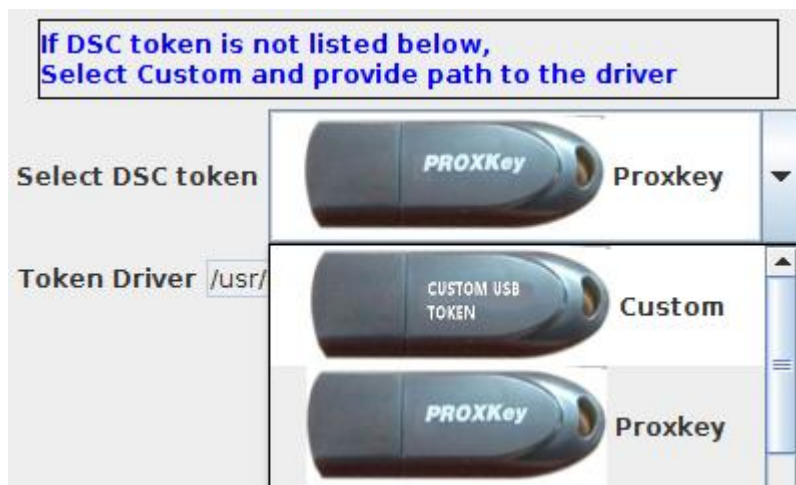 If DSC token is not listed below,
Select Custom and provide path to the driver
Select DSC token
PROXKey
Proxkey
Token Driver
/usr/
CUSTOM USB
TOKEN
Custom
PROXKey
Proxkey